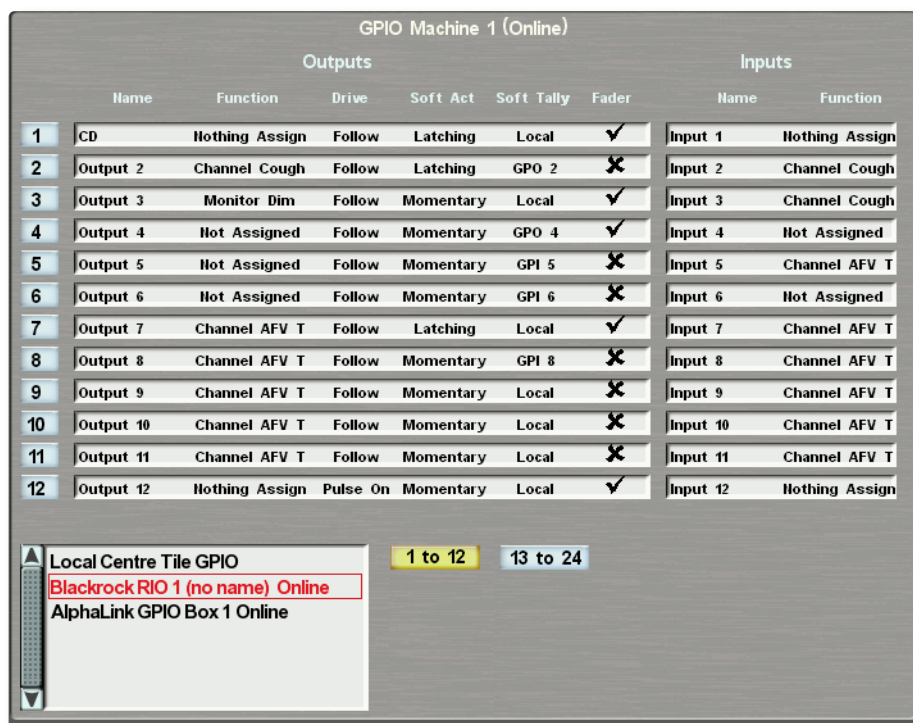 GPIO Machine 1 (Online)
Outputs Inputs
Name Function Drive Soft Act Soft Tally Fader Name Function
1 CD Nothing Assign Follow Latching Local Input 1 Nothing Assign
2 Output 2 Channel Cough Follow Latching GPO 2 Input 2 Channel Cough
3 Output 3 Monitor Dim Follow Momentary Local Input 3 Channel Cough
4 Output 4 Not Assigned Follow Momentary GPO 4 Input 4 Not Assigned
5 Output 5 Not Assigned Follow Momentary GPI 5 Input 5 Channel AFV T
6 Output 6 Not Assigned Follow Momentary GPI 6 Input 6 Not Assigned
7 Output 7 Channel AFV T Follow Latching Local Input 7 Channel AFV T
8 Output 8 Channel AFV T Follow Momentary GPI 8 Input 8 Channel AFV T
9 Output 9 Channel AFV T Follow Momentary Local Input 9 Channel AFV T
10 Output 10 Channel AFV T Follow Momentary Local Input 10 Channel AFV T
11 Output 11 Channel AFV T Follow Momentary Local Input 11 Channel AFV T
12 Output 12 Nothing Assign Pulse On Momentary Local Input 12 Nothing Assign
1 to 12 13 to 24
Local Centre Tile GPIO
Blackrock RIO 1 (no name) Online
AlphaLink GPIO Box 1 Online